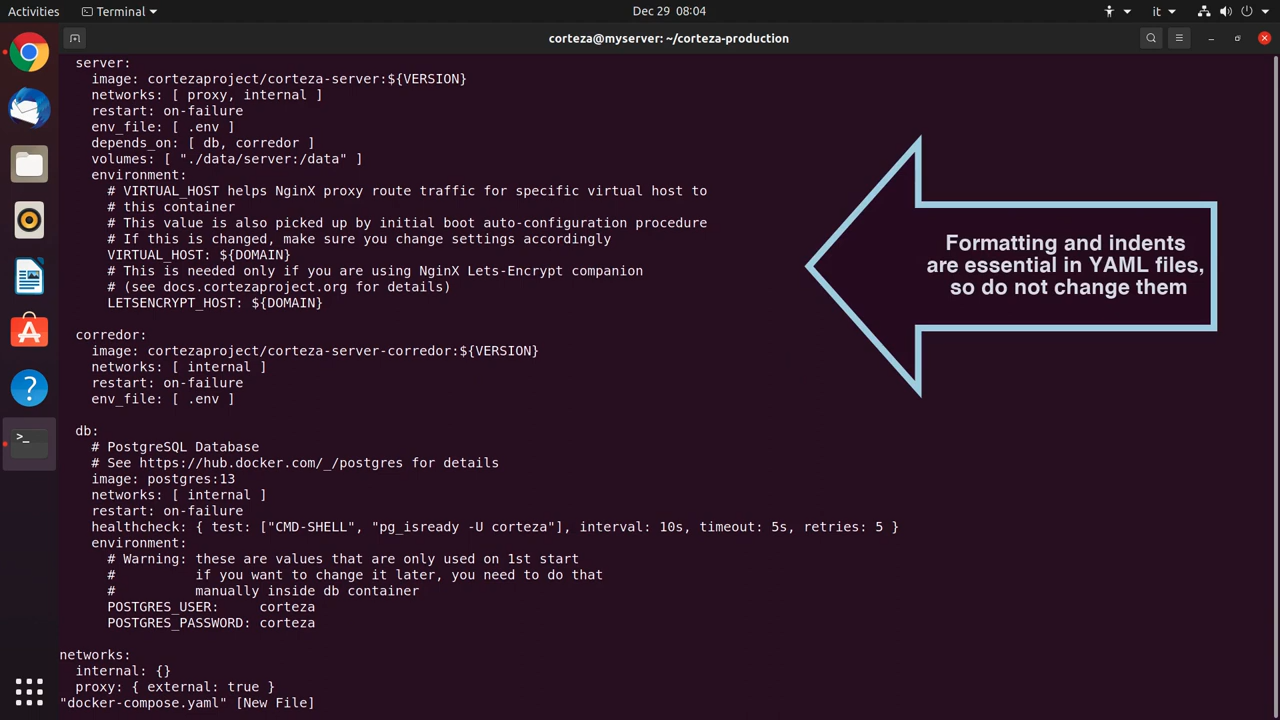 Activities
Terminal
Dec 29 08:04
it
corteza@myserver: ~/corteza-production
server:
image: cortezaproject/corteza-server:${VERSION}
networks: [ proxy, internal ]
restart: on-failure
env_file: [ .env ]
depends_on: [ db, corredor ]
volumes: [ "./data/server:/data" ]
environment:
# VIRTUAL_HOST helps NginX proxy route traffic for specific virtual host to
# this container
# This value is also picked up by initial boot auto-configuration procedure
# If this is changed, make sure you change settings accordingly
VIRTUAL_HOST: ${DOMAIN}
# This is needed only if you are using NginX Lets-Encrypt companion
# (see docs.cortezaproject.org for details)
LETSENCRYPT_HOST: ${DOMAIN}
Formatting and indents
are essential in YAML files,
so do not change them
corredor:
image: cortezaproject/corteza-server-corredor:${VERSION}
networks: [ internal ]
restart: on-failure
env_file: [ .env ]
db:
# PostgreSQL Database
# See https://hub.docker.com/_/postgres for details
image: postgres:13
networks: [ internal ]
restart: on-failure
healthcheck: { test: ["CMD-SHELL", "pg_isready -U corteza"], interval: 10s, timeout: 5s, retries: 5 }
environment:
# Warning: these are values that are only used on 1st start
#          if you want to change it later, you need to do that
#          manually inside db container
POSTGRES_USER:     corteza
POSTGRES_PASSWORD: corteza
networks:
internal: {}
proxy: { external: true }
"docker-compose.yaml" [New File]